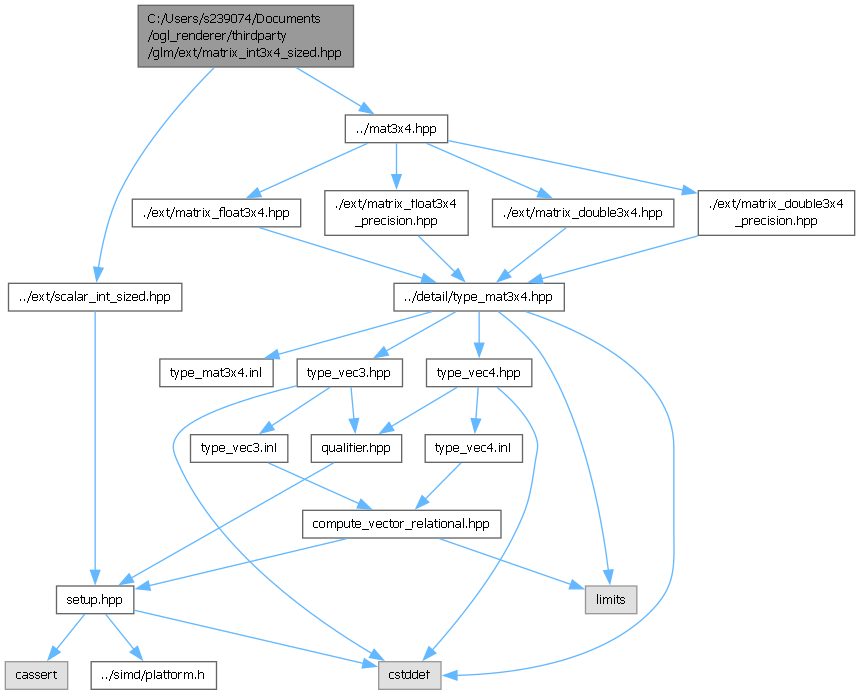 C:/Users/s239074/Documents
/ogl_renderer/thirdparty
/glm/ext/matrix_int3x4_sized.hpp
../mat3x4.hpp
./ext/matrix_float3x4.hpp
./ext/matrix_float3x4
_precision.hpp
./ext/matrix_double3x4.hpp
./ext/matrix_double3x4
_precision.hpp
../ext/scalar_int_sized.hpp
../detail/type_mat3x4.hpp
type_mat3x4.inl
type_vec3.hpp
type_vec4.hpp
type_vec3.inl
qualifier.hpp
type_vec4.inl
compute_vector_relational.hpp
setup.hpp
limits
cassert
../simd/platform.h
cstddef